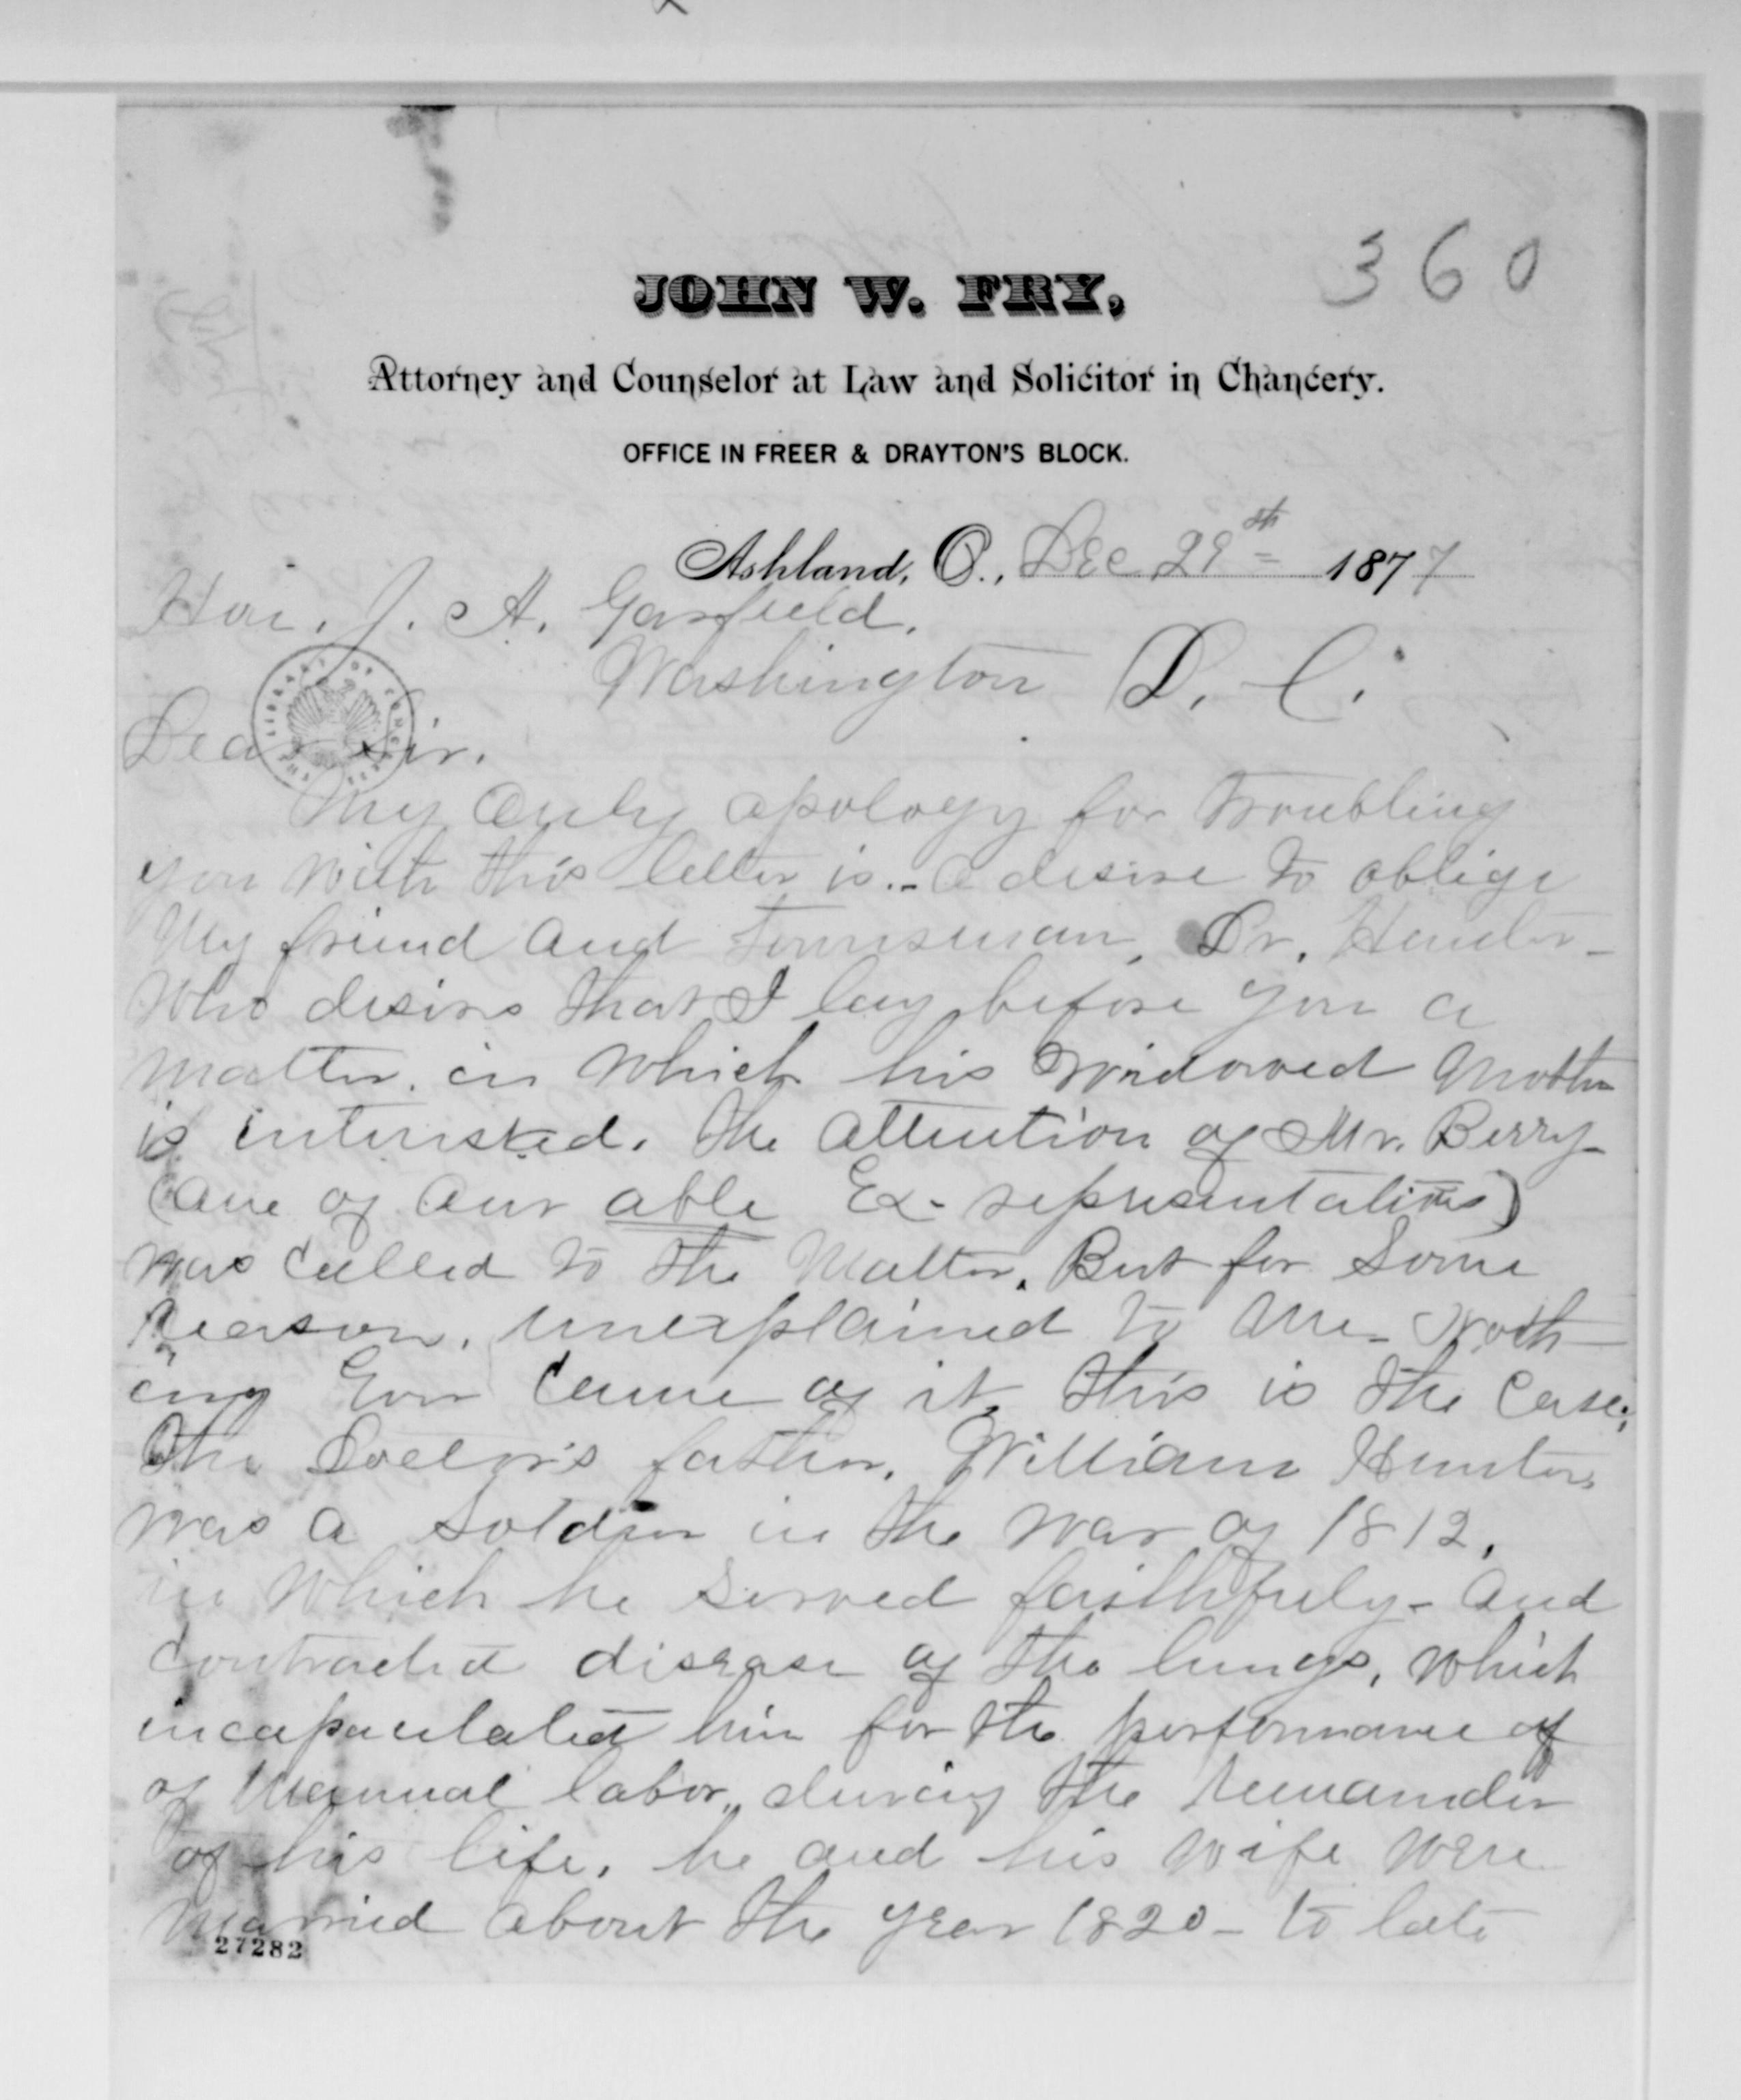 360
JOHN W. FRY,
Attorney and Counselor at Law and Solicitor in Chancery.
OFFICE IN FREER & DRAYTON'S BLOCK.
Ashland, O., Dec 29th 1877
Hon. J. A. Garfield.
Washington D. C.
Dear Sir.
My only apology for troubling
you with this letter is - a desire to oblige
My friend and Townsman, Dr. Hunter -
Who desires that I lay before you a
matter in which his widowed Mother
is interested. The attention of Mr. Berry -
(one of our able Ex-representatives)
was called to the Matter. But for Some
reason, unexplained to me - Noth
ing Ever came of it, this is the case;
The Doctor's father, William Hunter,
was a soldier in the war of 1812,
in which he served faithfuly - and
contracted disease of the lungs, which
incapacitated him for the performance of
of Manual labor, during the remainder
of his life. he and his wife were
Married about the year 1820 - to late
27282